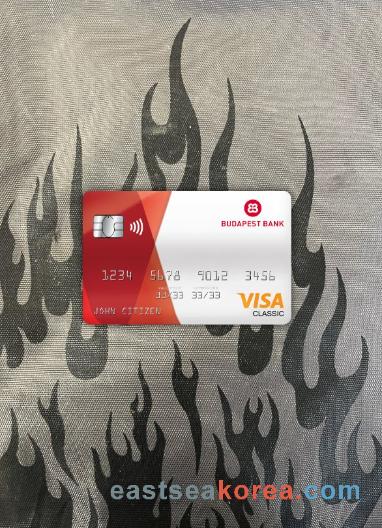 BUDAPEST BANK
1234 5678 9012 3456
33/33 33/33
VISA
CLASSIC
JOHN CITIZEN
eastseakorea.com